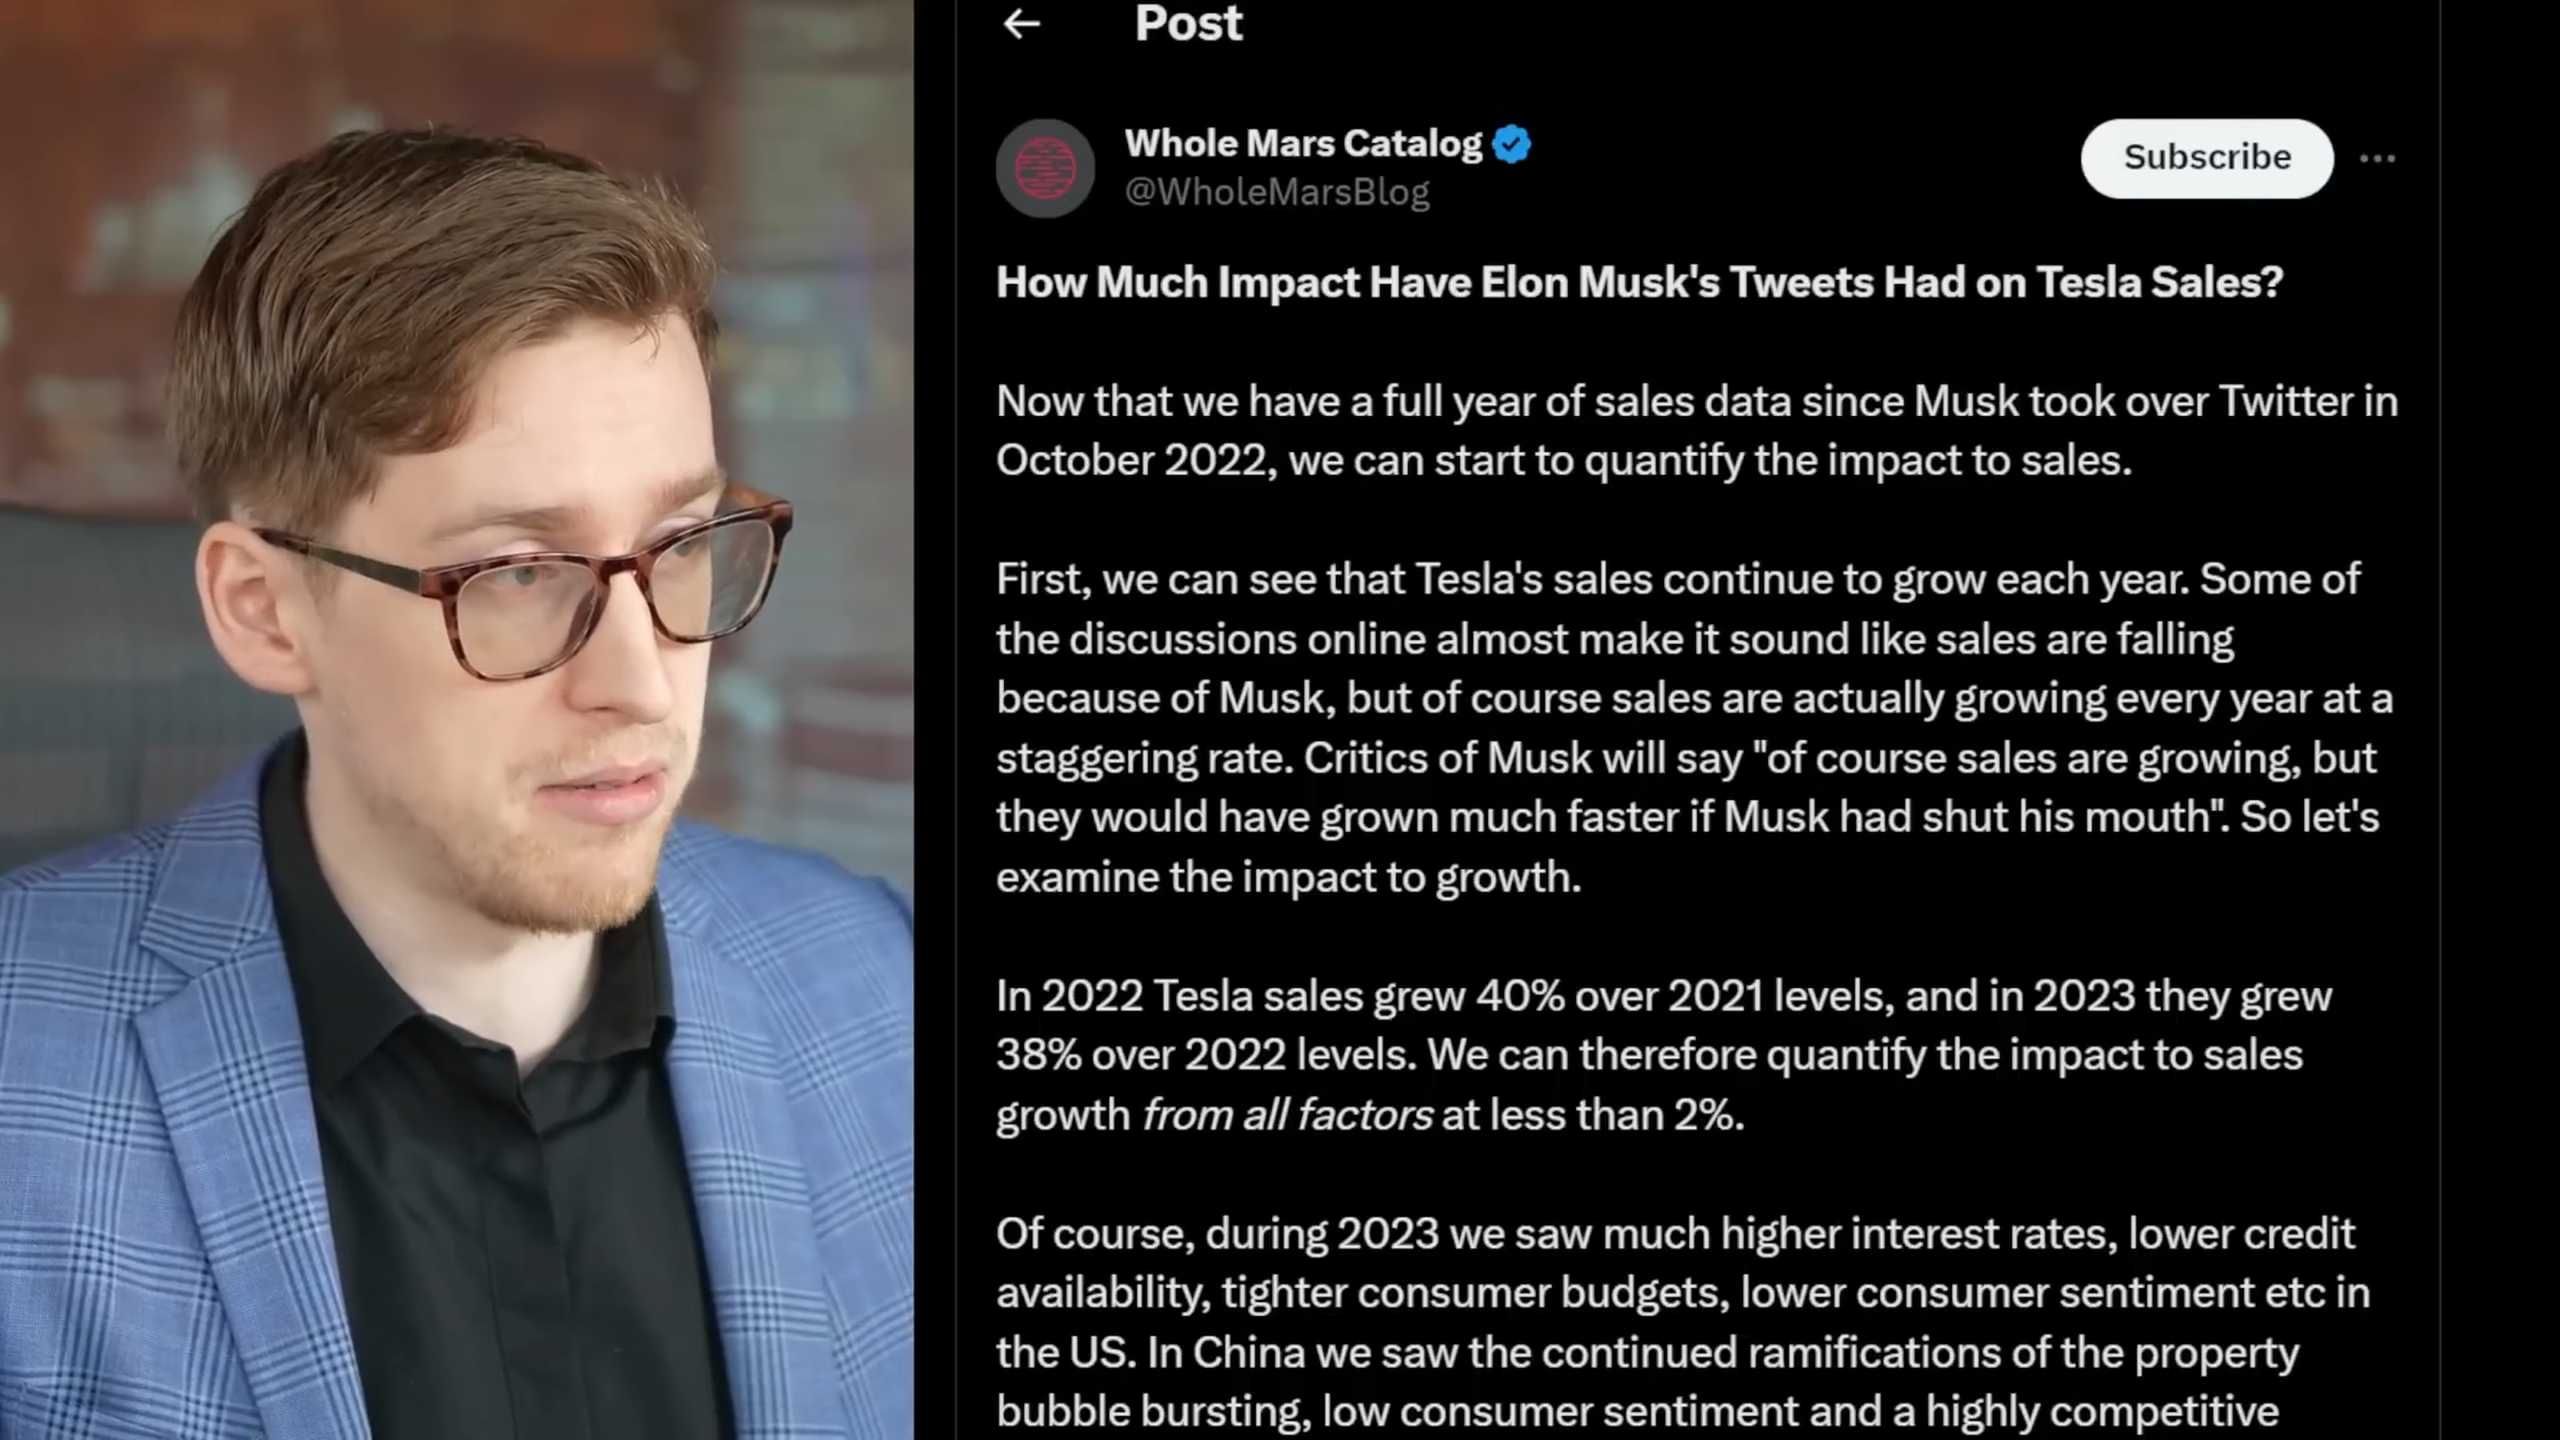 Post
Whole Mars Catalog
@WholeMarsBlog
Subscribe
How Much Impact Have Elon Musk's Tweets Had on Tesla Sales?
Now that we have a full year of sales data since Musk took over Twitter in
October 2022, we can start to quantify the impact to sales.
First, we can see that Tesla's sales continue to grow each year. Some of
the discussions online almost make it sound like sales are falling
because of Musk, but of course sales are actually growing every year at a
staggering rate. Critics of Musk will say "of course sales are growing, but
they would have grown much faster if Musk had shut his mouth". So let's
examine the impact to growth.
In 2022 Tesla sales grew 40% over 2021 levels, and in 2023 they grew
38% over 2022 levels. We can therefore quantify the impact to sales
growth from all factors at less than 2%.
Of course, during 2023 we saw much higher interest rates, lower credit
availability, tighter consumer budgets, lower consumer sentiment etc in
the US. In China we saw the continued ramifications of the property
bubble bursting, low consumer sentiment and a highly competitive